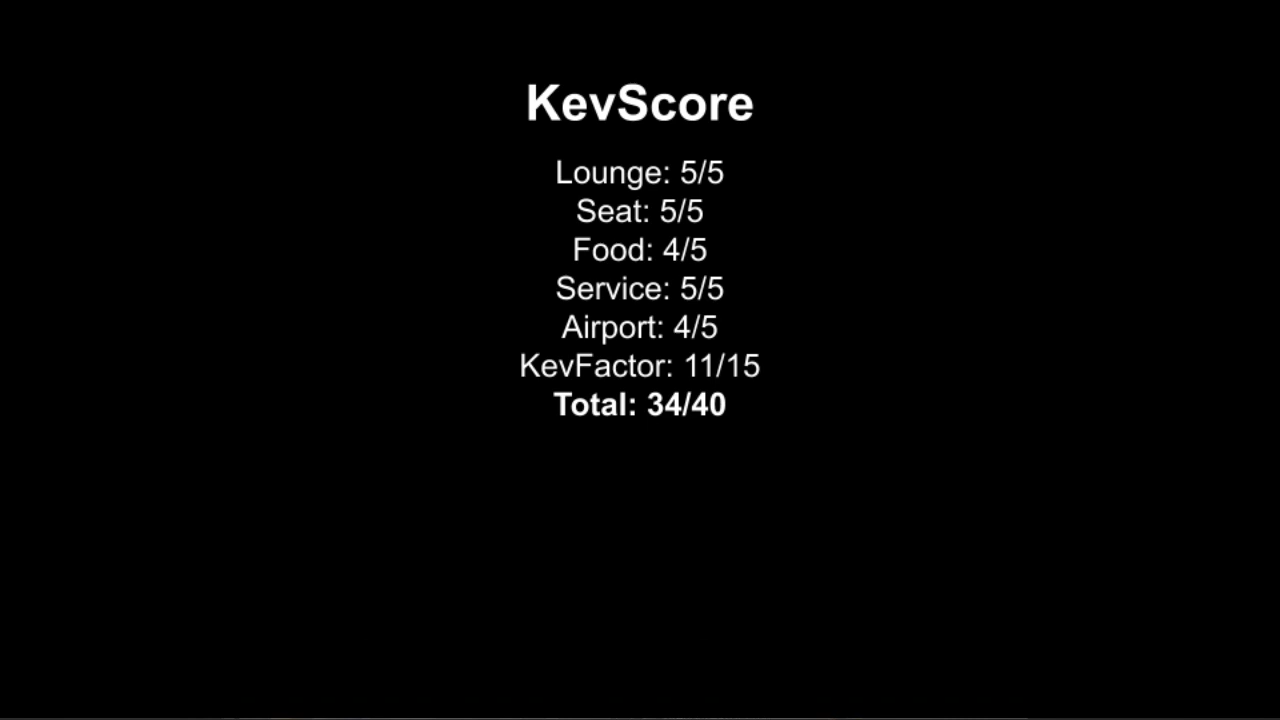 KevScore
Lounge: 5/5
Seat: 5/5
Food: 4/5
Service: 5/5
Airport: 4/5
KevFactor: 11/15
Total: 34/40